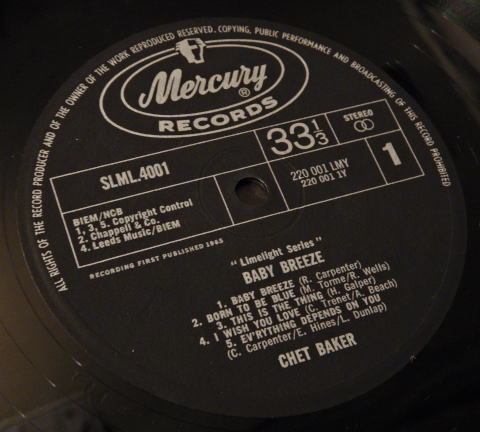 ALL RIGHTS OF THE RECORD PRODUCER AND OF THE OWNER OF THE WORK REPRODUCED RESERVED. COPYING, PUBLIC PERFORMANCE AND BROADCASTING OF THIS RECORD PROHIBITED
Mercury ®
RECORDS
SLML.4001
33 1/3
STEREO
BIEM/NCB
1, 3, 5. Copyright Control
2. Chappell & Co.
4. Leeds Music/BIEM
220 001 LMY
220 001 1Y
1
RECORDING FIRST PUBLISHED 1965
"Limelight Series"
BABY BREEZE
1. BABY BREEZE (R. Carpenter)
2. BORN TO BE BLUE (M. Torme/R. Wells)
3. THIS IS THE THING (H. Galper)
4. I WISH YOU LOVE (C. Trenet/A. Beach)
5. EV'RYTHING DEPENDS ON YOU
(C. Carpenter/E. Hines/L. Dunlap)
CHET BAKER